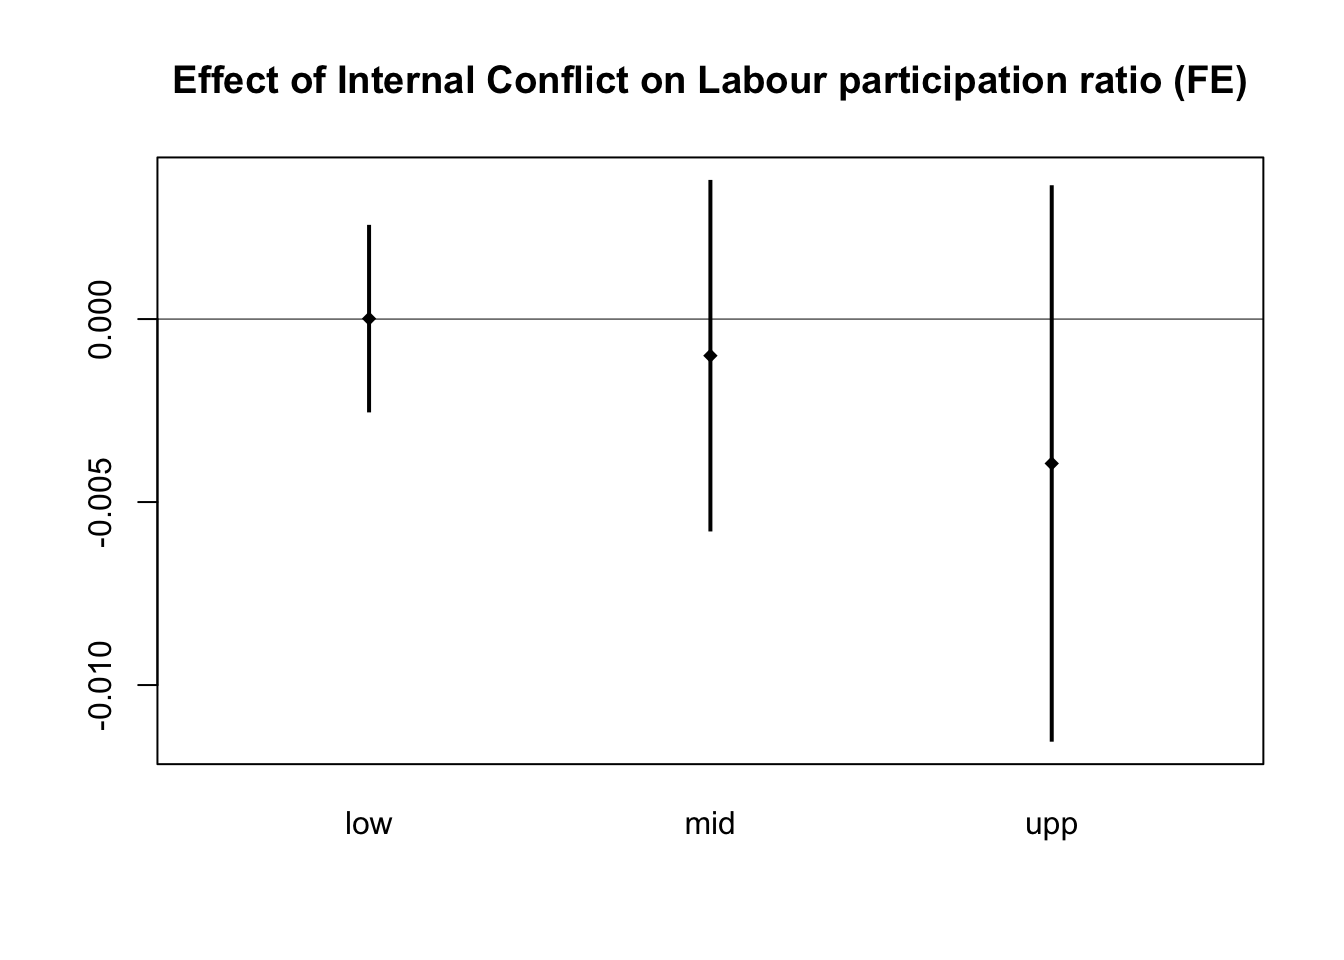 Effect of Internal Conflict on Labour participation ratio (FE)
0.000
-0.005
-0.010
low mid upp